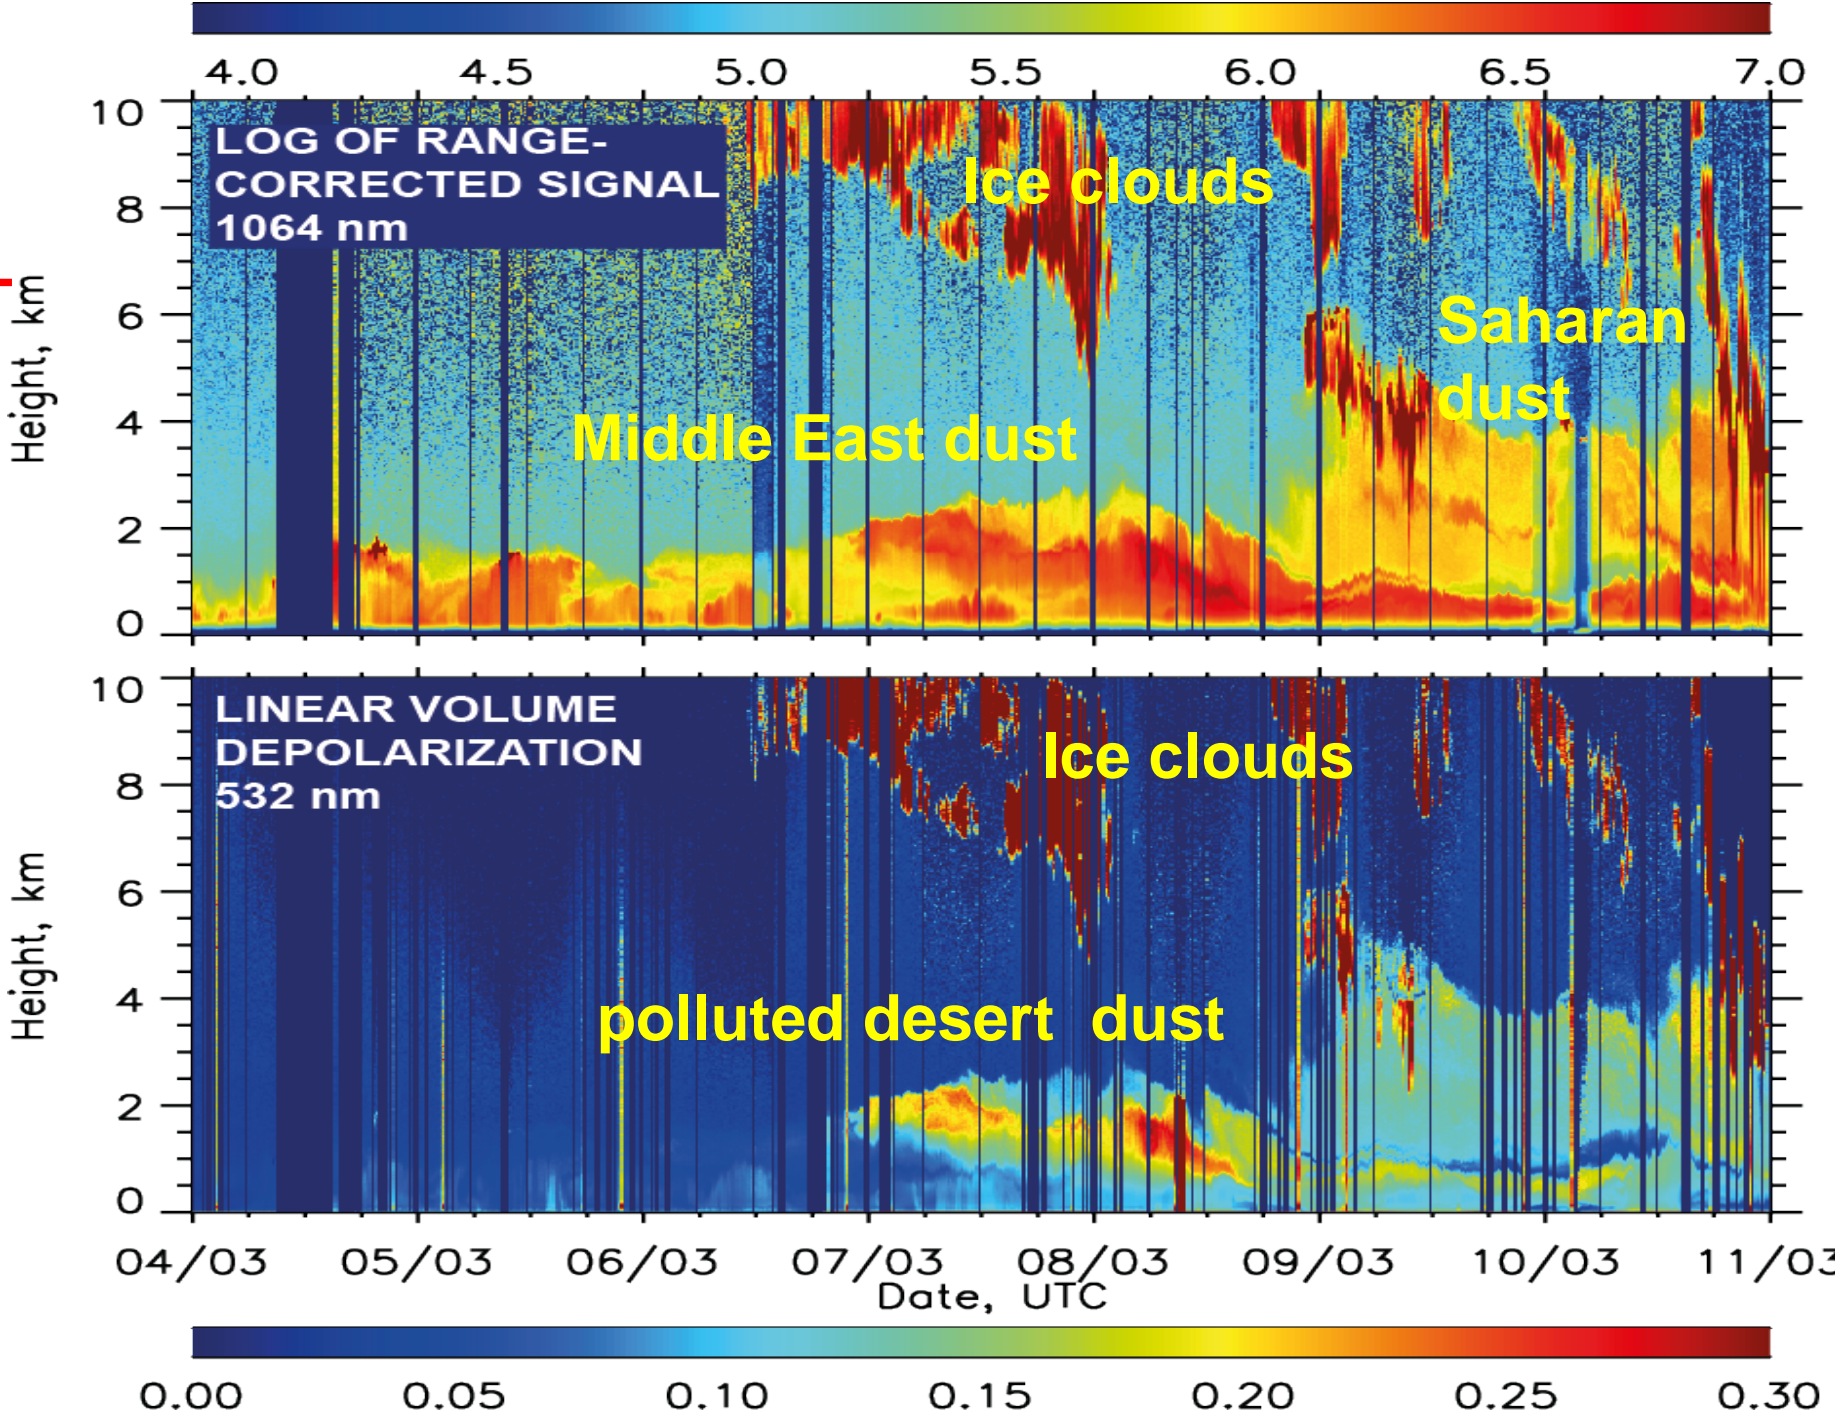 4.0 4.5 5.0 5.5 6.0 6.5 7.0
10
LOG OF RANGE-
CORRECTED SIGNAL
1064 nm
Ice clouds
8
6
Saharan
dust
4
Middle East dust
2
0
Height, km
10
LINEAR VOLUME
DEPOLARIZATION
532 nm
Ice clouds
8
6
4
polluted desert dust
2
0
Height, km
04/03 05/03 06/03 07/03 08/03 09/03 10/03 11/03
Date, UTC
0.00 0.05 0.10 0.15 0.20 0.25 0.30